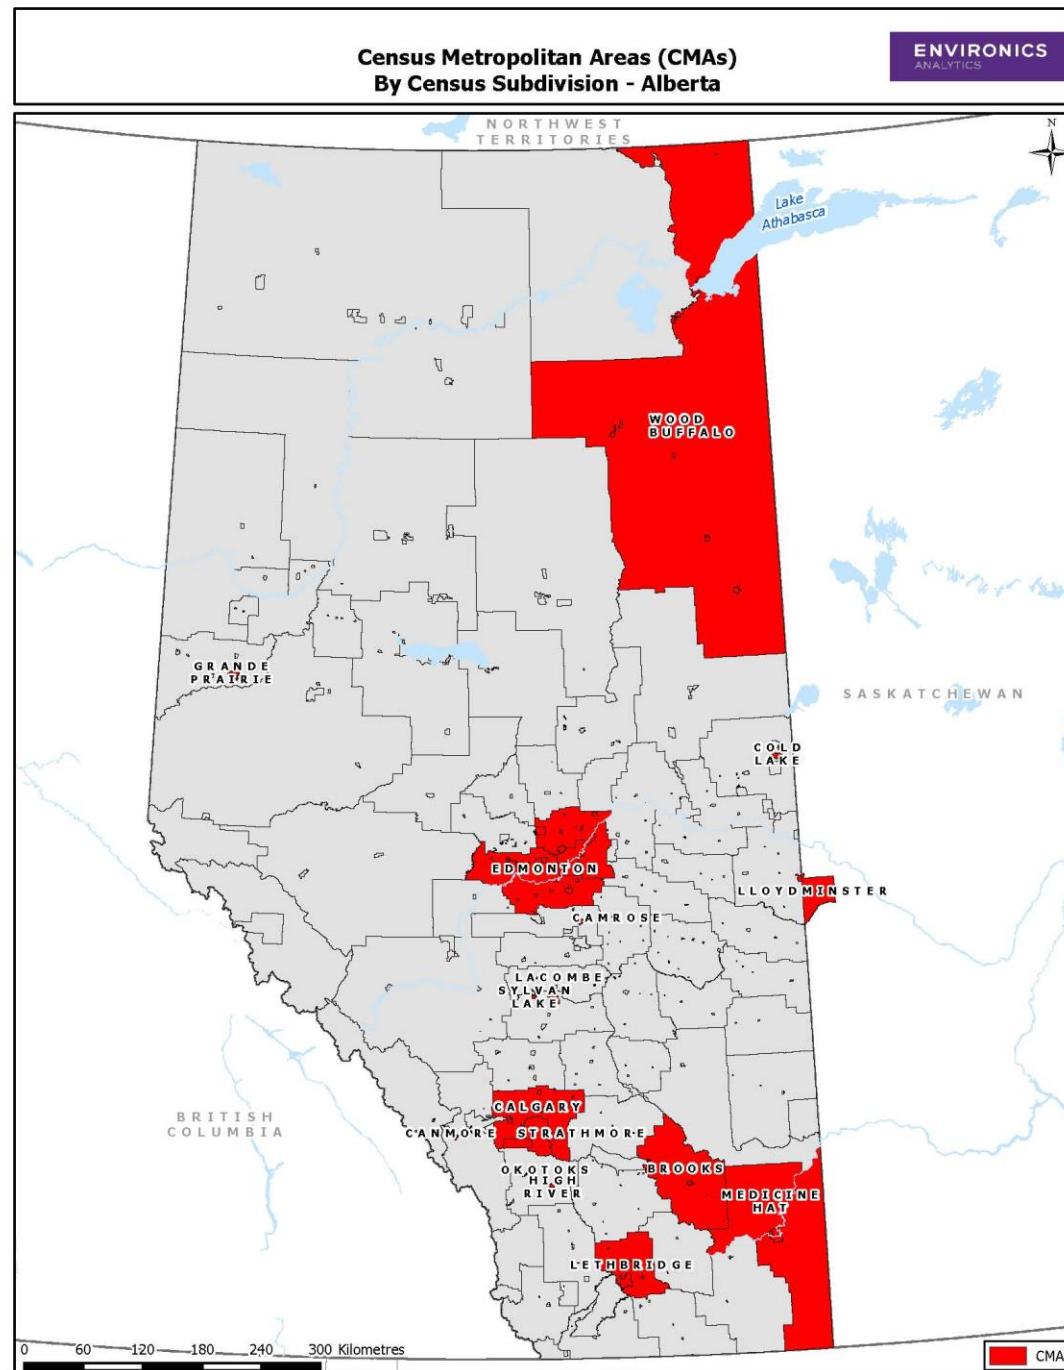 Census Metropolitan Areas (CMAs)
By Census Subdivision - Alberta
ENVIRONICS
ANALYTICS
NORTHWEST
TERRITORIES
N
Lake
Athabasca
WOOD
BUFFALO
GRANDE
PRAIRIE
SASKATCHEWAN
COLD
LAKE
EDMONTON
LLOYDMINSTER
CAMROSE
LACOMBE
SYLVAN
LAKE
CALGARY
BRITISH
COLUMBIA
CANMORE
STRATHMORE
OKOTOKS
HIGH
RIVER
BROOKS
MEDICINE
HAT
LETHBRIDGE
0 60 120 180 240 300 Kilometres
CMA